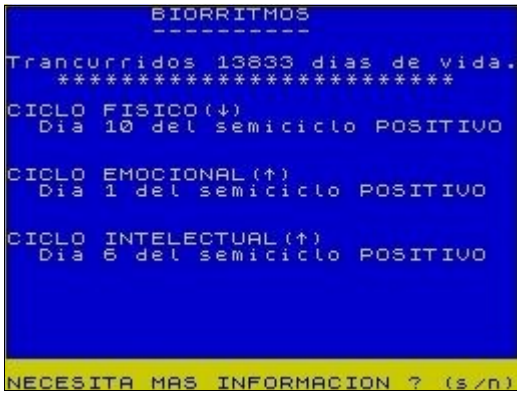 BIORRITMOS
----------
Trancurridos 13833 dias de vida.
*************************
CICLO FISICO(↓)
Dia 10 del semiciclo POSITIVO
CICLO EMOCIONAL(↑)
Dia 1 del semiciclo POSITIVO
CICLO INTELECTUAL(↑)
Dia 6 del semiciclo POSITIVO
NECESITA MAS INFORMACION ? (s/n)